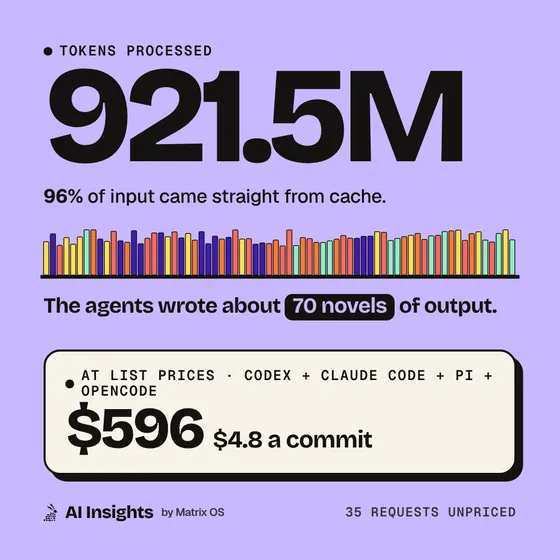 TOKENS PROCESSED
921.5M
96% of input came straight from cache.
The agents wrote about 70 novels of output.
AT LIST PRICES · CODEX + CLAUDE CODE + PI +
OPENCODE
$596 $4.8 a commit
AI Insights by Matrix OS
35 REQUESTS UNPRICED